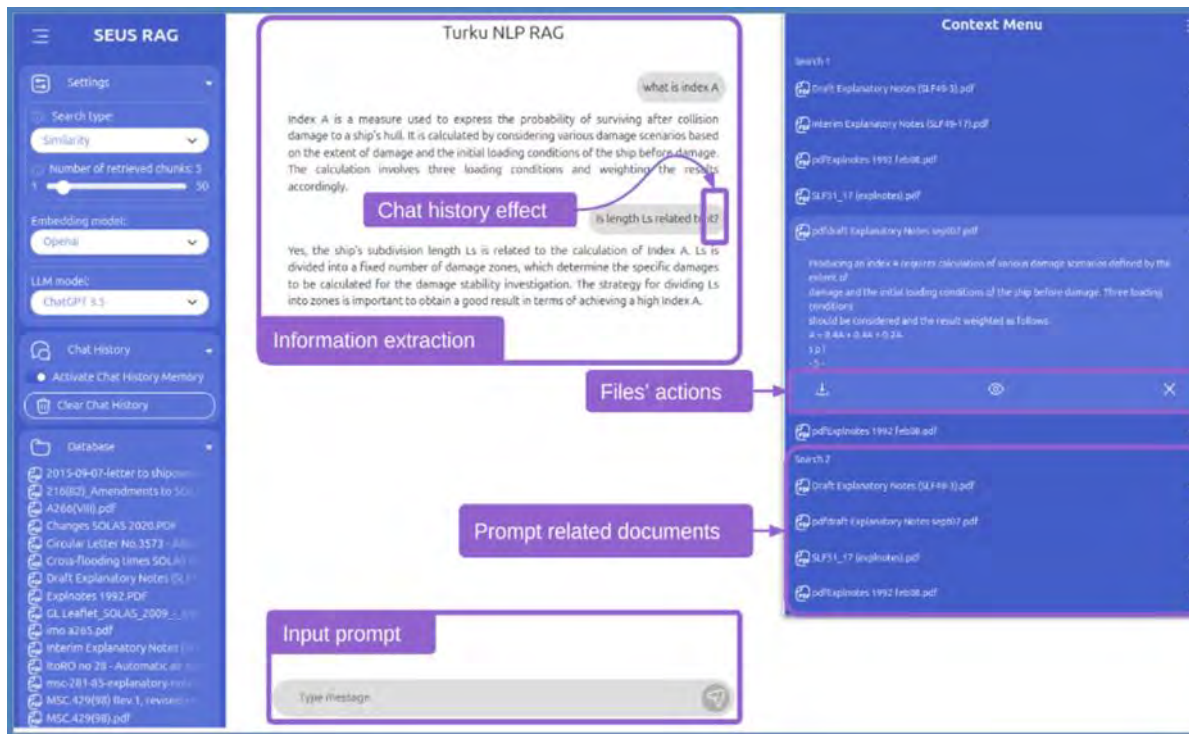 SEUS RAG
Settings
Search type:
Similarity
Number of retrieved chunks: 5
1
50
Embedding model:
Openai
LLM model:
ChatGPT 3.5
Chat History
Activate Chat History Memory
Clear Chat History
Database
2015-09-07-letter to
216(82)_Amendments to
A266(VIII).pdf
Changes SOLAS 2020.PDF
Circular Letter No.3573 -
Cross-flooding times SOLAS
Draft Explanatory Notes
Explnotes 1992.PDF
GL Leaflet_SOLAS_2009_-
imo a265.pdf
Interim Explanatory Notes
ItoRO no 28 - Automatic air
msc-281-85-explanatory-
MSC.429(98) Rev.1,
MSC.429(98).pdf
Turku NLP RAG
what is index A
Index A is a measure used to express the probability of surviving after collision
damage to a ship's hull. It is calculated by considering various damage scenarios based
on the extent of damage and the initial loading conditions of the ship before damage.
The calculation involves three loading conditions and weighting the results
accordingly.
Chat history effect
is length Ls related to it?
Yes, the ship's subdivision length Ls is related to the calculation of Index A. Ls is
divided into a fixed number of damage zones, which determine the specific damages
to be calculated for the damage stability investigation. The strategy for dividing Ls
into zones is important to obtain a good result in terms of achieving a high Index A.
Information extraction
Files' actions
Prompt related documents
Input prompt
Type message
Context Menu
Search 1
Draft Explanatory Notes (SLF49-3).pdf
Interim Explanatory Notes (SLF49-17).pdf
pdfExplnotes 1992 feb08.pdf
SLF51_17 (explnotes).pdf
pdfdraft Explanatory Notes sept07.pdf
Producing an index A requires calculation of various damage scenarios defined by the
extent of
damage and the initial loading conditions of the ship before damage. Three loading
conditions
should be considered and the result weighted as follows:
A = 0.4A + 0.4A + 0.2A
s p l
- 5 -
pdfExplnotes 1992 feb08.pdf
Search 2
Draft Explanatory Notes (SLF49-3).pdf
pdfdraft Explanatory Notes sept07.pdf
SLF51_17 (explnotes).pdf
pdfExplnotes 1992 feb08.pdf